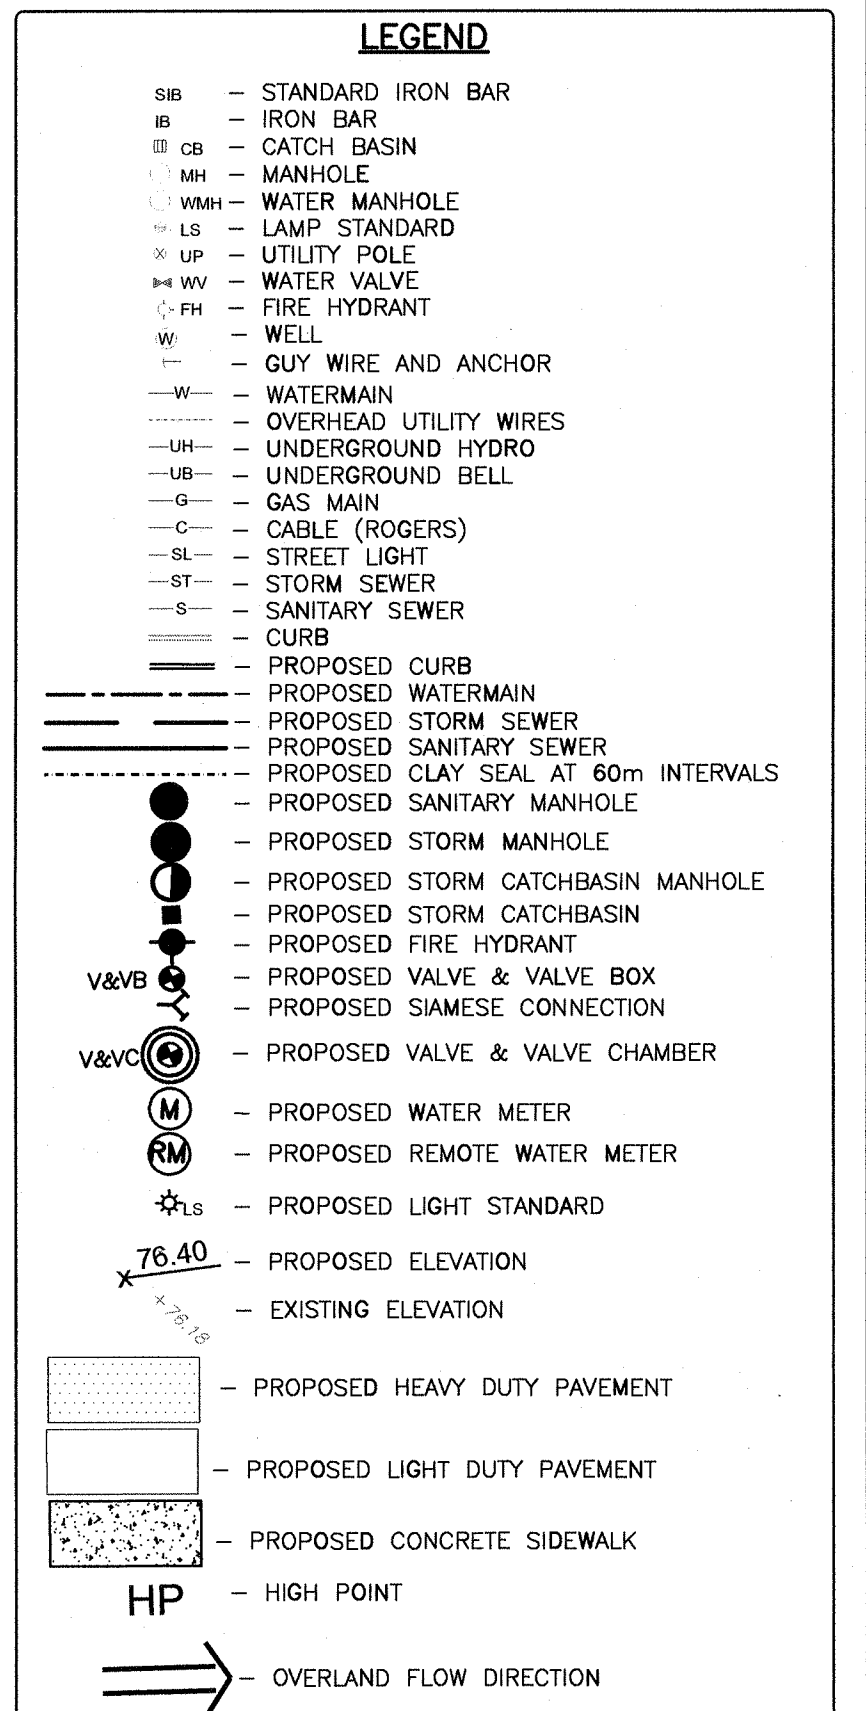 LEGEND
SIB – STANDARD IRON BAR
IB – IRON BAR
CB – CATCH BASIN
MH – MANHOLE
WMH – WATER MANHOLE
LS – LAMP STANDARD
UP – UTILITY POLE
WV – WATER VALVE
FH – FIRE HYDRANT
W – WELL
– GUY WIRE AND ANCHOR
W – WATERMAIN
– OVERHEAD UTILITY WIRES
UH – UNDERGROUND HYDRO
UB – UNDERGROUND BELL
G – GAS MAIN
C – CABLE (ROGERS)
SL – STREET LIGHT
ST – STORM SEWER
S – SANITARY SEWER
– CURB
– PROPOSED CURB
– PROPOSED WATERMAIN
– PROPOSED STORM SEWER
– PROPOSED SANITARY SEWER
– PROPOSED CLAY SEAL AT 60m INTERVALS
– PROPOSED SANITARY MANHOLE
– PROPOSED STORM MANHOLE
– PROPOSED STORM CATCHBASIN MANHOLE
– PROPOSED STORM CATCHBASIN
– PROPOSED FIRE HYDRANT
V&VB – PROPOSED VALVE & VALVE BOX
– PROPOSED SIAMESE CONNECTION
V&VC – PROPOSED VALVE & VALVE CHAMBER
M – PROPOSED WATER METER
RM – PROPOSED REMOTE WATER METER
LS – PROPOSED LIGHT STANDARD
x 76.40 – PROPOSED ELEVATION
x 76.18 – EXISTING ELEVATION
– PROPOSED HEAVY DUTY PAVEMENT
– PROPOSED LIGHT DUTY PAVEMENT
– PROPOSED CONCRETE SIDEWALK
HP – HIGH POINT
– OVERLAND FLOW DIRECTION